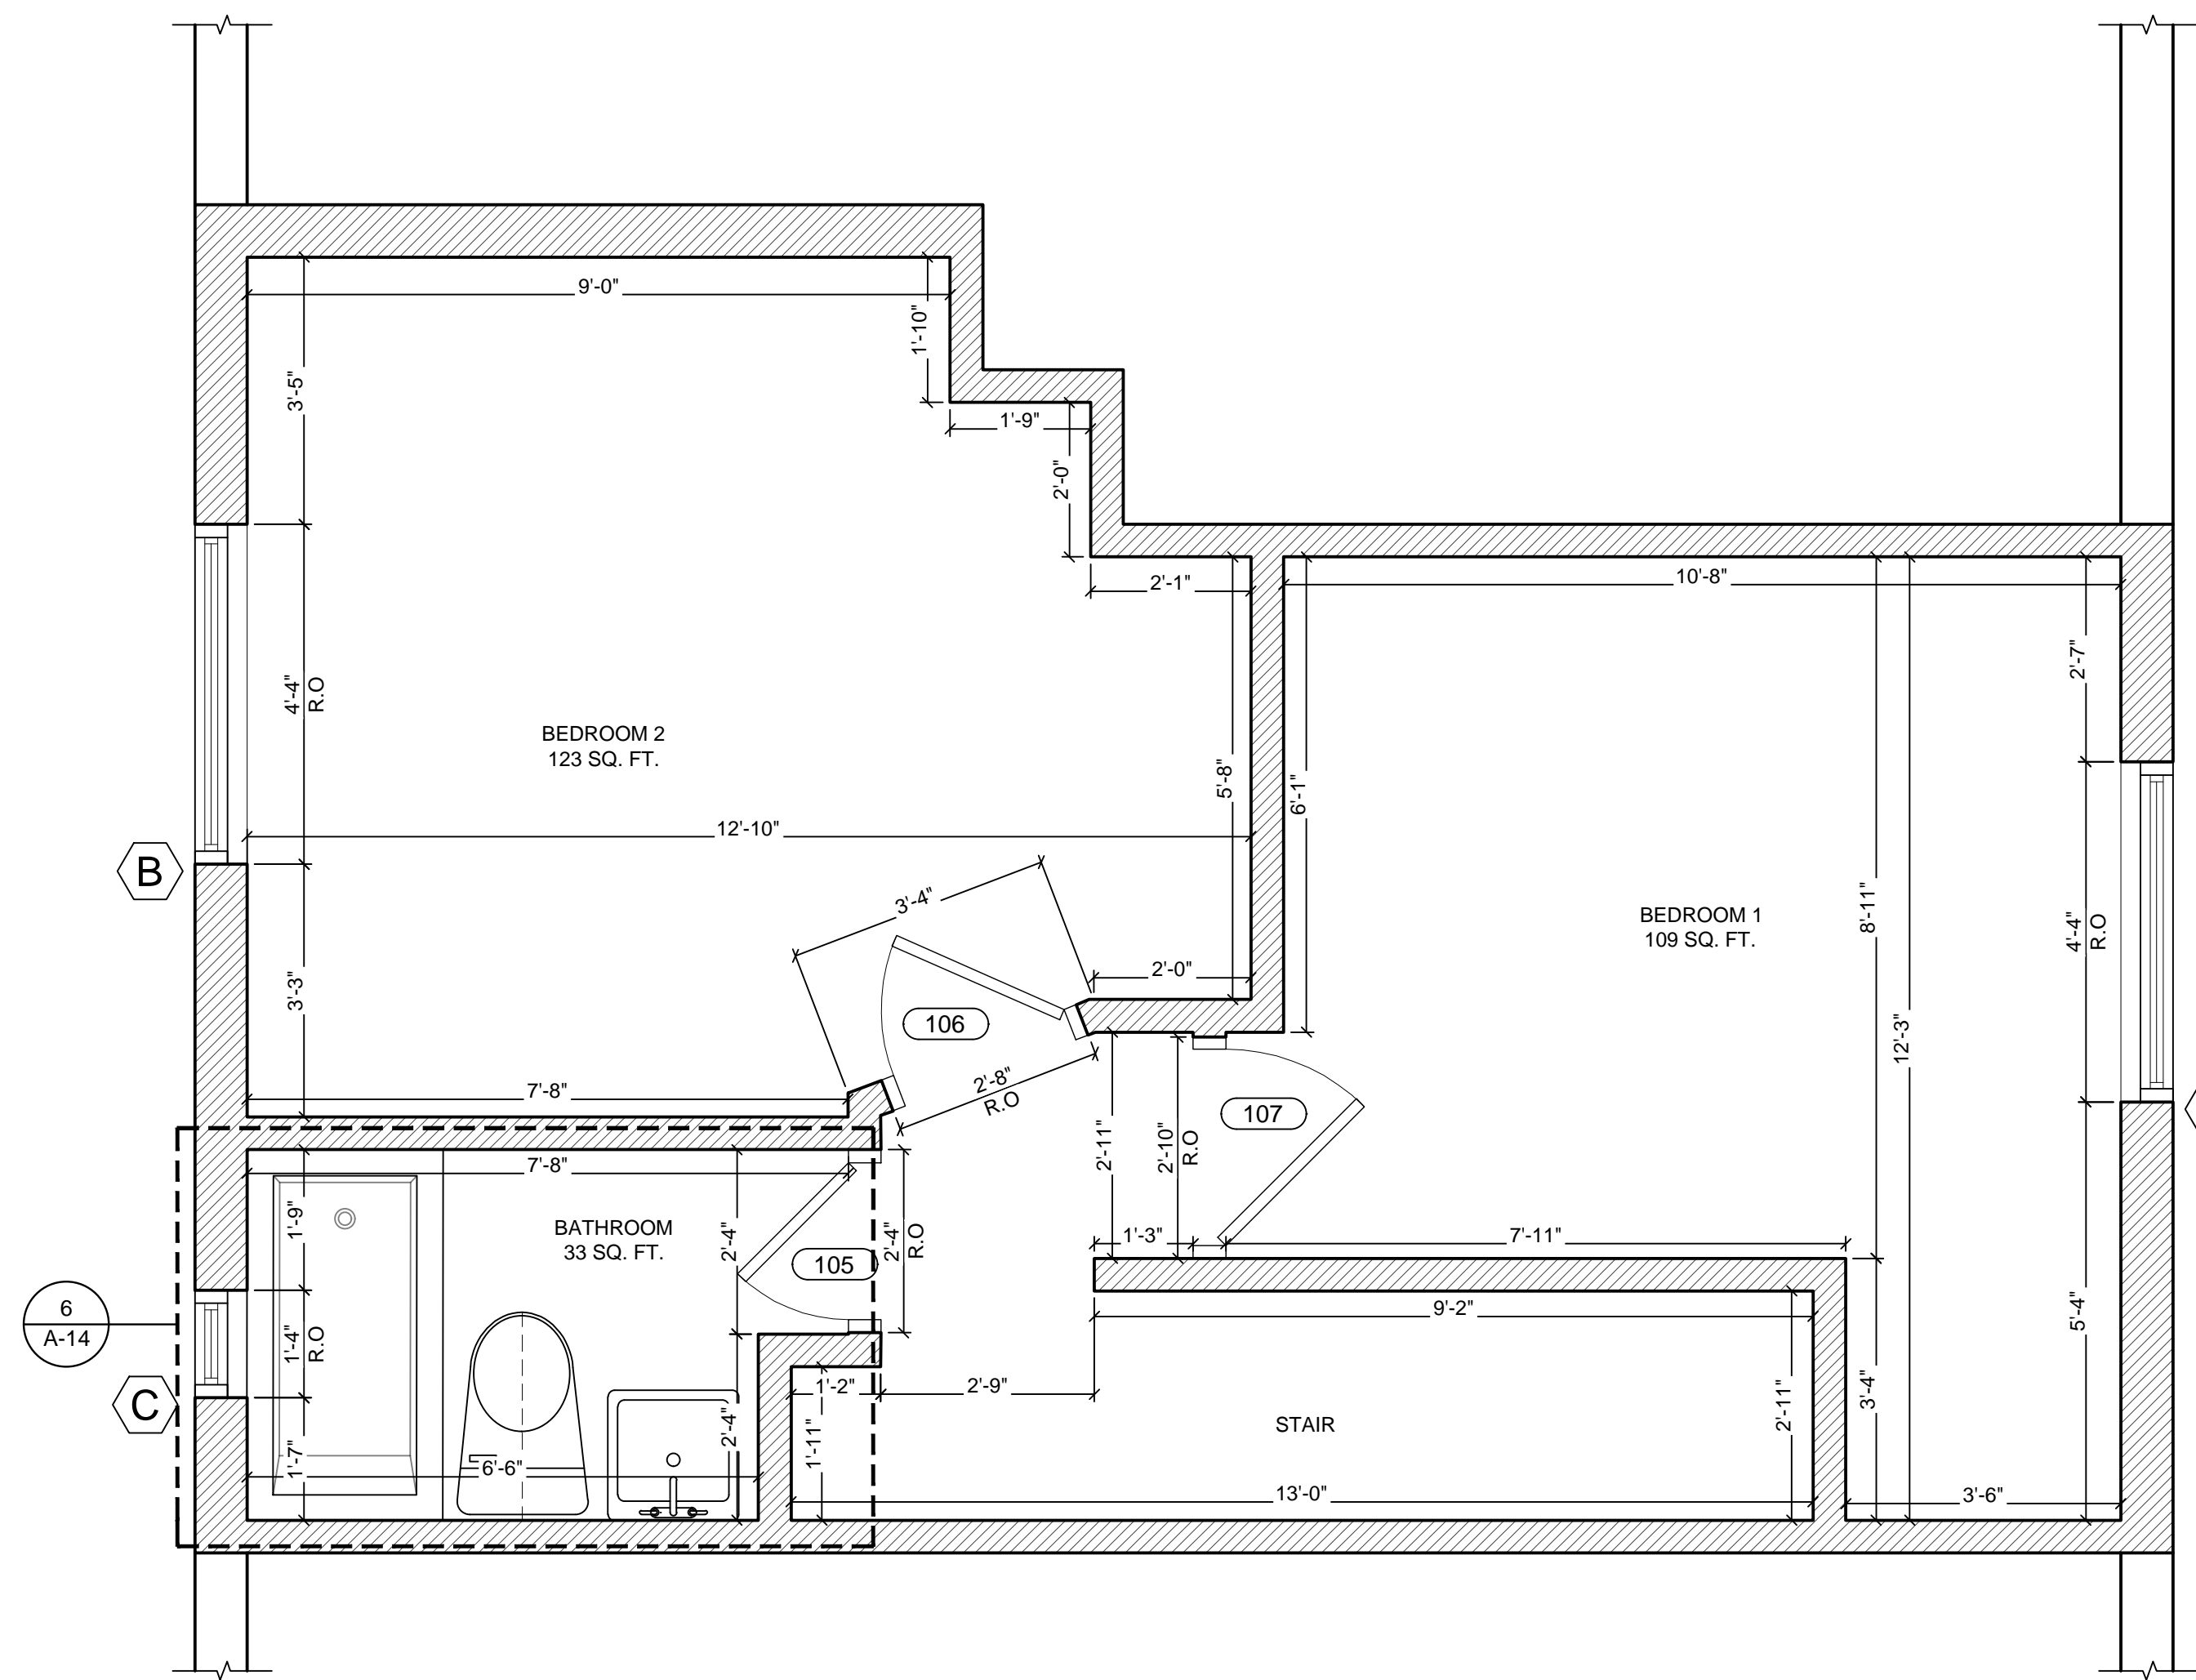 9'-0"
1'-10"
3'-5"
1'-9"
2'-0"
2'-1"
10'-8"
2'-7"
4'-4"
R.O
BEDROOM 2
123 SQ. FT.
5'-8"
6'-1"
12'-10"
B
3'-4"
8'-11"
BEDROOM 1
109 SQ. FT.
4'-4"
R.O
3'-3"
2'-0"
106
12'-3"
7'-8"
2'-8"
R.O
107
2'-11"
2'-10"
R.O
7'-8"
1'-9"
BATHROOM
33 SQ. FT.
2'-4"
2'-4"
R.O
105
1'-3"
7'-11"
6
A-14
1'-4"
R.O
9'-2"
5'-4"
C
1'-2"
2'-9"
3'-4"
2'-11"
STAIR
2'-4"
1'-11"
1'-7"
6'-6"
13'-0"
3'-6"